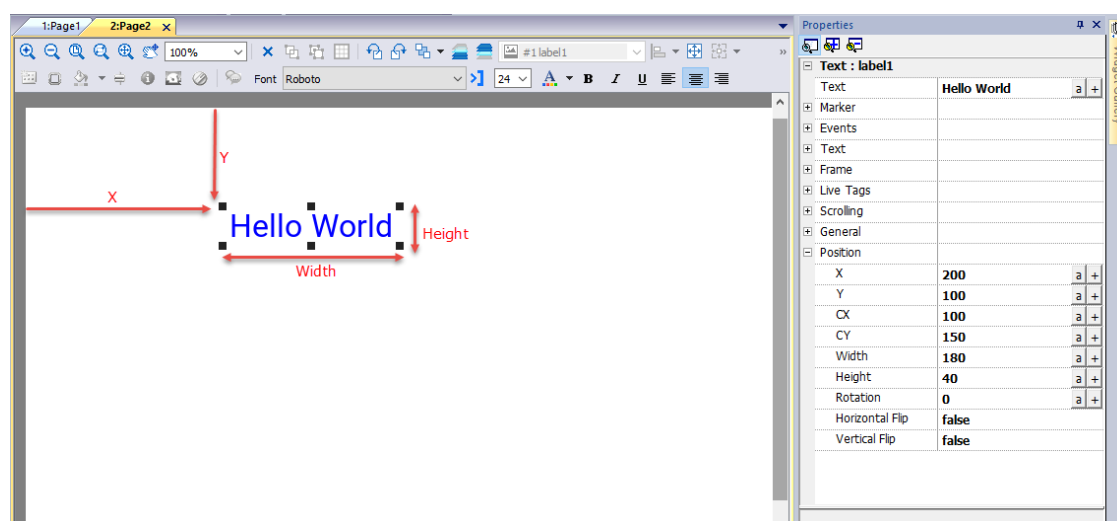 1:Page1
2:Page2
100%
#1 label1
Font Roboto
24
A B I U
Y
X
Hello World
Height
Width
Properties
Text : label1
Text Hello World a +
Marker
Events
Text
Frame
Live Tags
Scrolling
General
Position
X 200 a +
Y 100 a +
CX 100 a +
CY 150 a +
Width 180 a +
Height 40 a +
Rotation 0 a +
Horizontal Flip false
Vertical Flip false